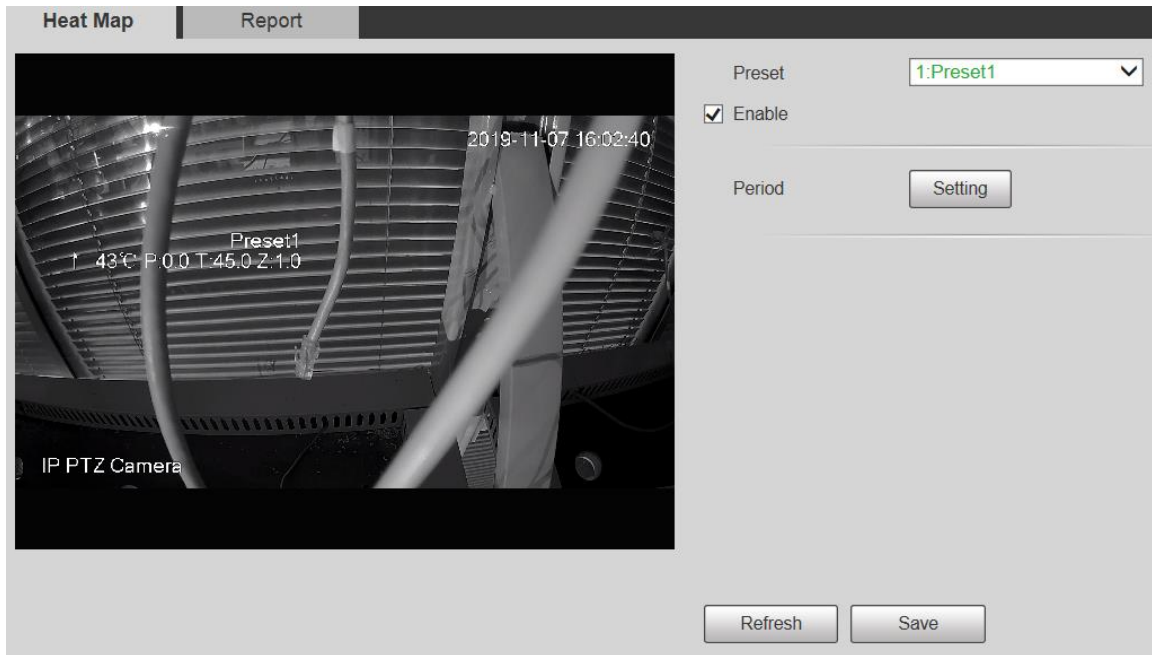 Heat Map
Report
2019-11-07 16:02:40
Preset1
↑ 43℃ P:0.0 T:45.0 Z:1.0
IP PTZ Camera
Preset
1:Preset1
Enable
Period
Setting
Refresh
Save